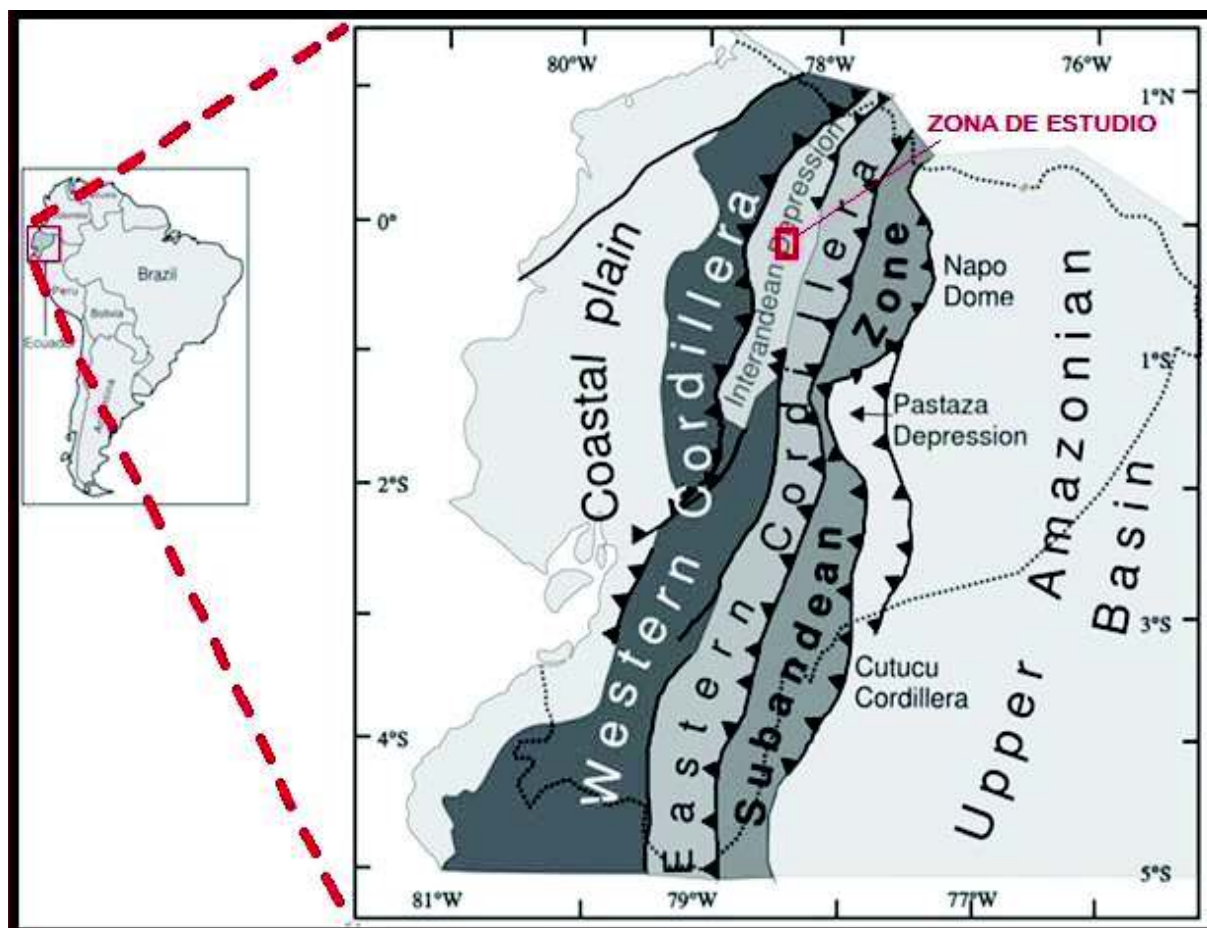 80°W
78°W
76°W
1°N
ZONA DE ESTUDIO
0°
Brazil
Peru
Bolivia
Ecuado
Coastal plain
Western Cordillera
Interandean Depression
Eastern Cordillera
Subandean Zone
Napo
Dome
1°S
Pastaza
Depression
2°S
Upper Amazonian
Basin
3°S
Cutucu
Cordillera
4°S
5°S
81°W
79°W
77°W